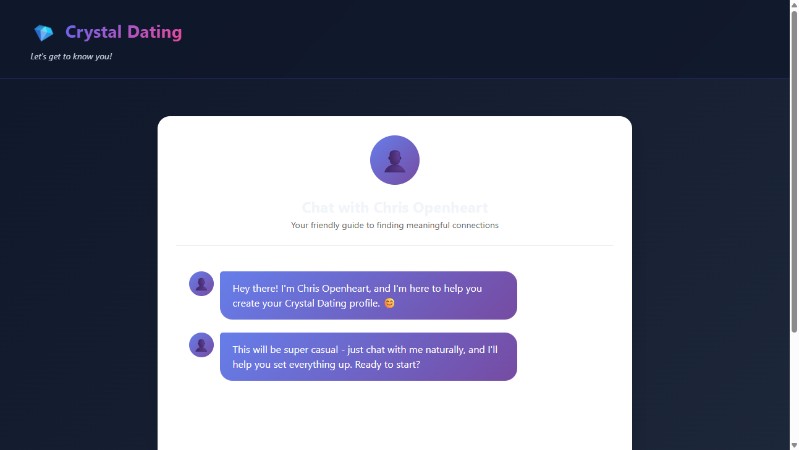 Crystal Dating
Let's get to know you!
Chat with Chris Openheart
Your friendly guide to finding meaningful connections
Hey there! I'm Chris Openheart, and I'm here to help you
create your Crystal Dating profile. 😊
This will be super casual - just chat with me naturally, and I'll
help you set everything up. Ready to start?